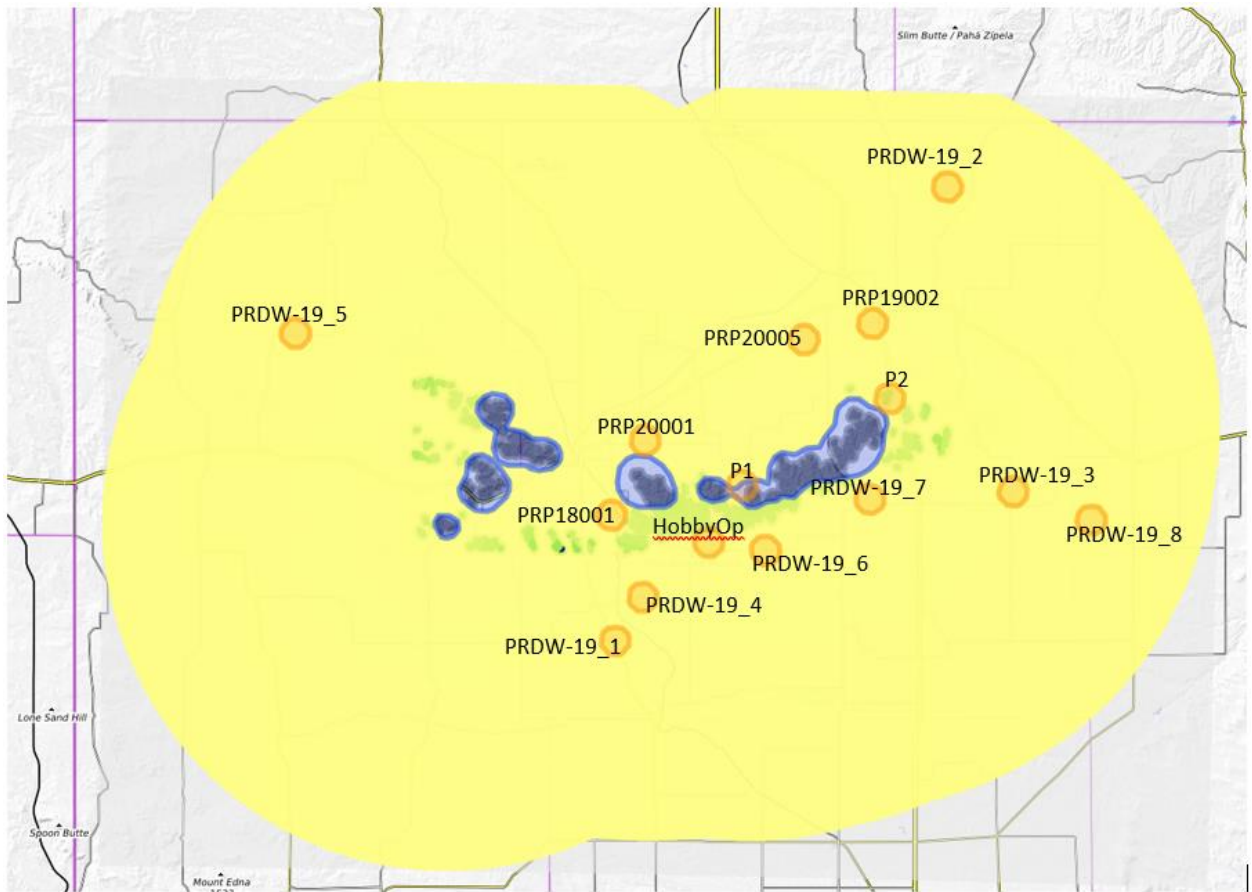 Slim Butte / Pahá Zípela
PRDW-19_2
PRP19002
PRDW-19_5
PRP20005
P2
PRP20001
P1
PRDW-19_7
PRDW-19_3
PRP18001
HobbyOp
PRDW-19_8
PRDW-19_6
PRDW-19_4
PRDW-19_1
Lone Sand Hill
Spoon Butte
Mount Edna